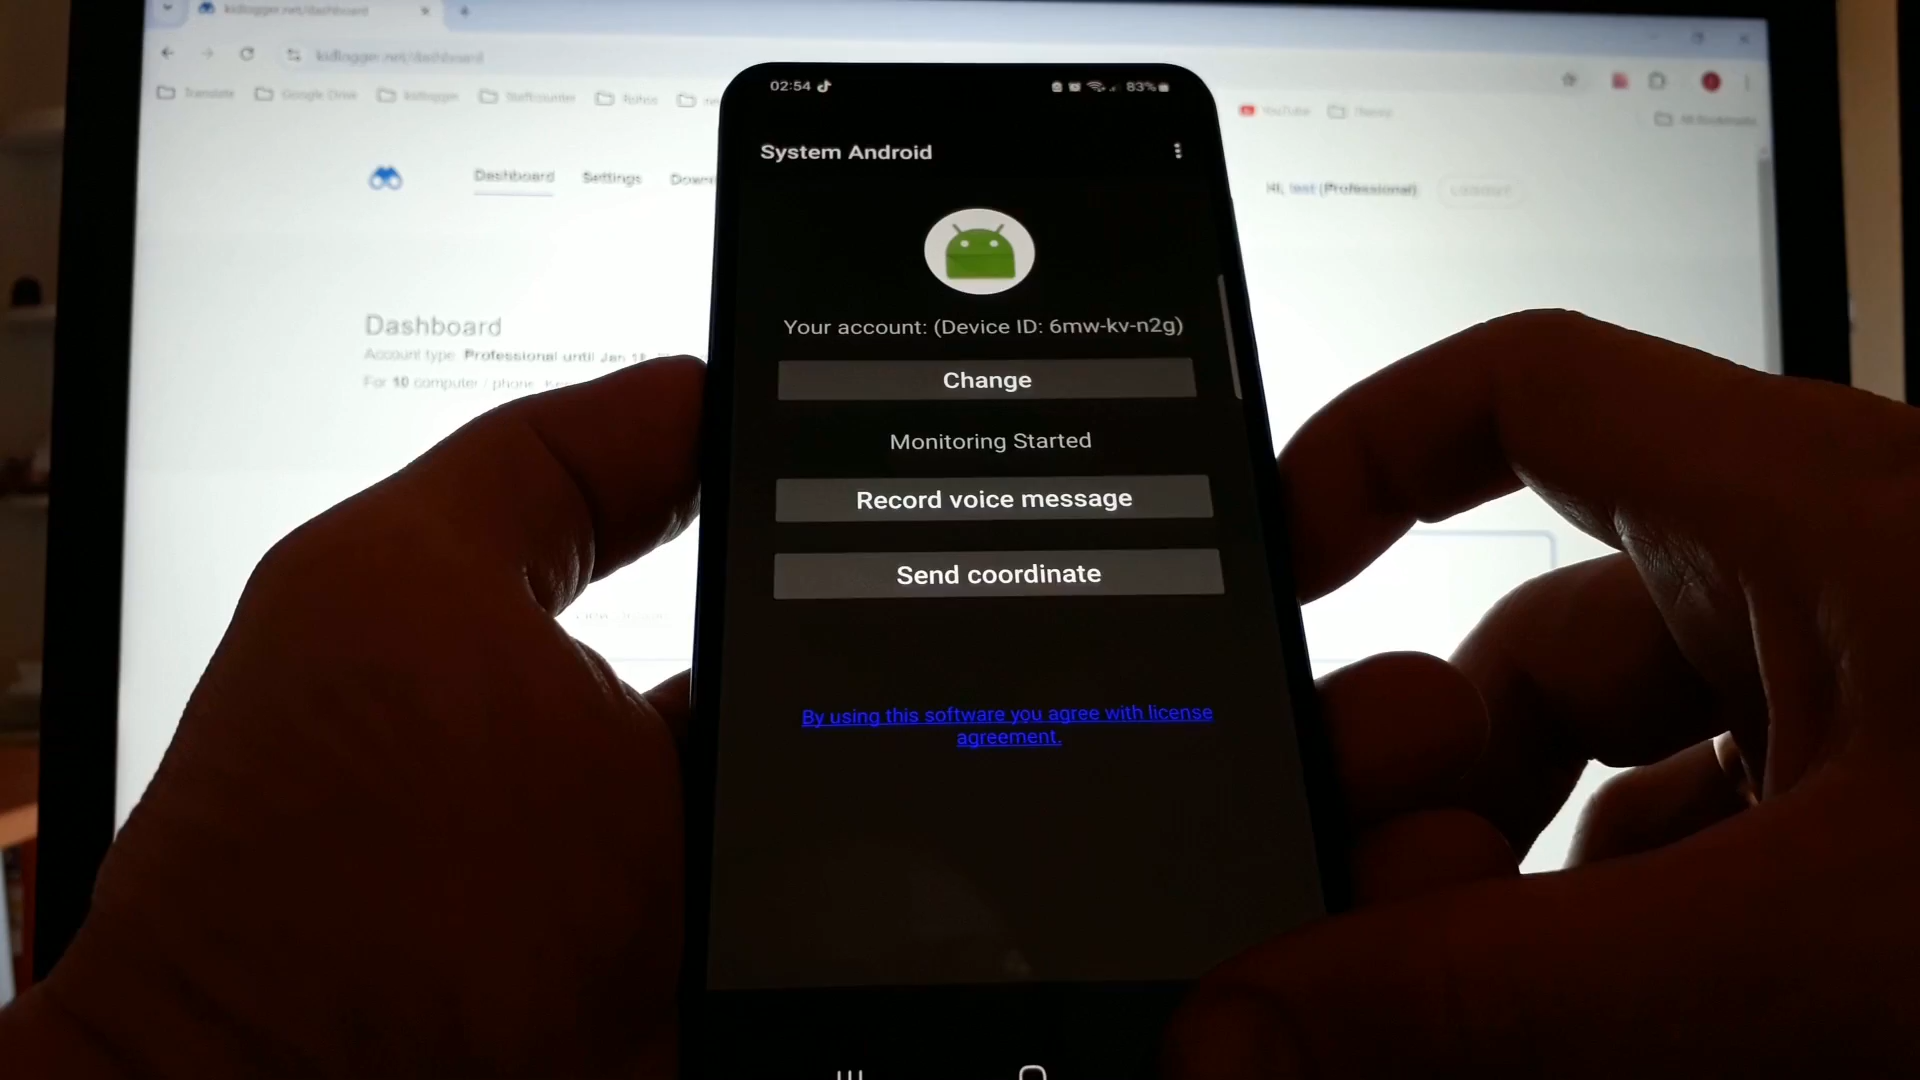 kidlogger.net/dashboard
kidlogger.net/dashboard
Translate Google Drive kidlogger Staffcounter
YouTube
All Bookmarks
Dashboard Settings
Hi, test (Professional) Logout
Dashboard
Account type: Professional until Jan
For 10 computer / phone.
02:54
83%
System Android
Your account: (Device ID: 6mw-kv-n2g)
Change
Monitoring Started
Record voice message
Send coordinate
By using this software you agree with license
agreement.